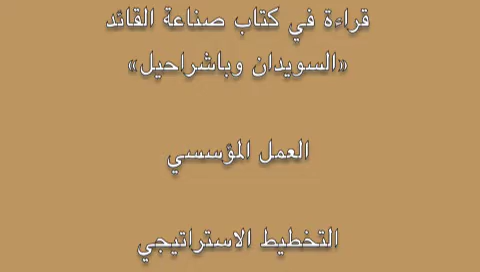 قراءة في كتاب صناعة القائد
«السويدان وباشراحيل»
العمل المؤسسي
التخطيط الاستراتيجي